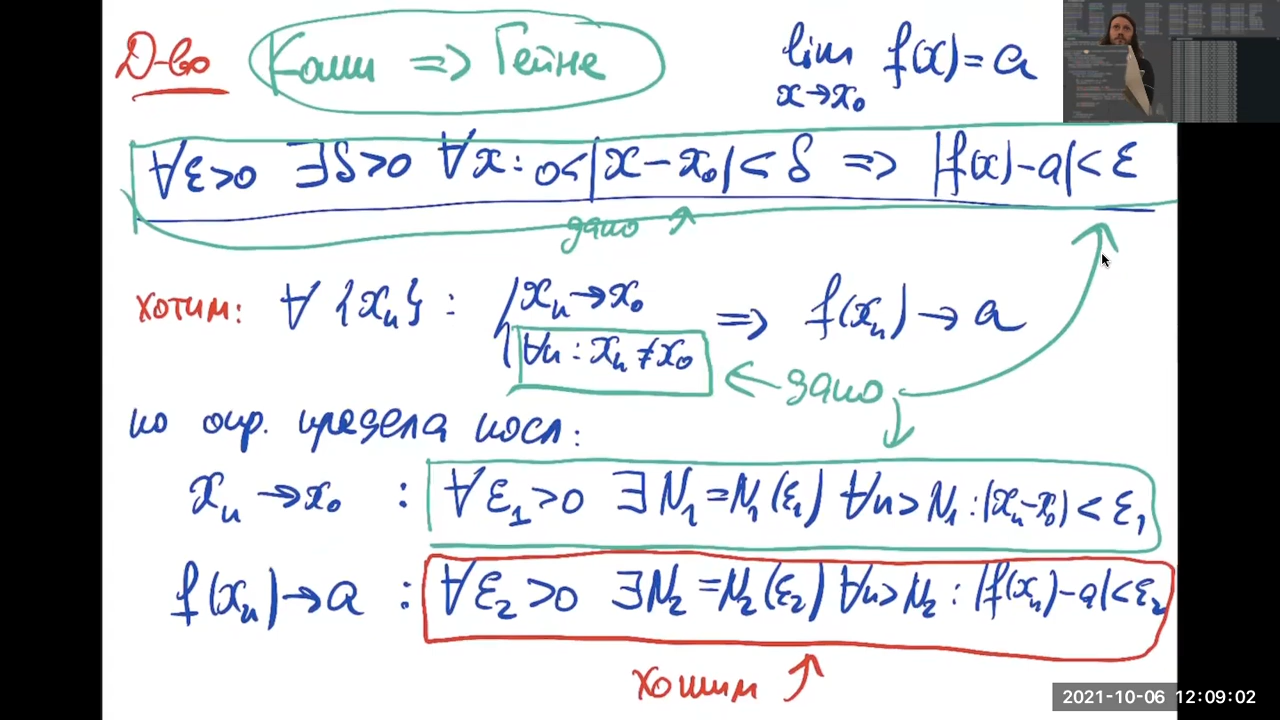 Д-во Коши => Гейне lim f(x)=a
x→x₀
∀ε>0 ∃δ>0 ∀x: 0<|x-x₀|<δ => |f(x)-a|<ε
дано
хотим: ∀ {xₙ} : xₙ→x₀ => f(xₙ)→a
∀n: xₙ≠x₀
дано
по опр. предела посл:
xₙ→x₀ : ∀ε₁>0 ∃N₁=N₁(ε₁) ∀n>N₁: |xₙ-x₀|<ε₁
f(xₙ)→a : ∀ε₂>0 ∃N₂=N₂(ε₂) ∀n>N₂: |f(xₙ)-a|<ε₂
хотим
2021-10-06 12:09:02